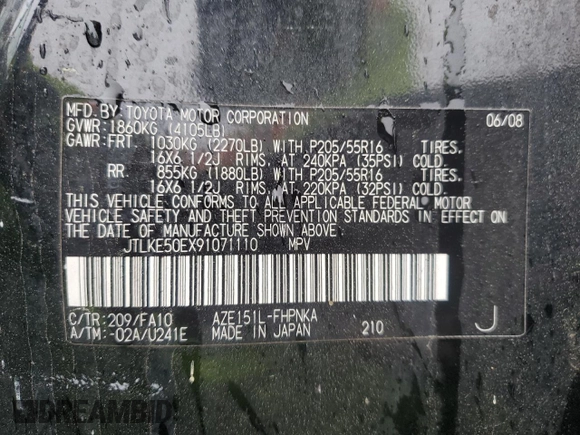 MFD.BY:TOYOTA MOTOR CORPORATION 06/08
GVWR:1860KG (4105LB)
GAWR:FRT. 1030KG (2270LB) WITH P205/55R16 TIRES.
16X6 1/2J RIMS, AT 240KPA (35PSI) COLD.
RR. 855KG (1880LB) WITH P205/55R16 TIRES.
16X6 1/2J RIMS, AT 220KPA (32PSI) COLD.
THIS VEHICLE CONFORMS TO ALL APPLICABLE FEDERAL MOTOR
VEHICLE SAFETY AND THEFT PREVENTION STANDARDS IN EFFECT ON
THE DATE OF MANUFACTURE SHOWN ABOVE.
JTLKE50EX91071110 MPV
C/TR:209/FA10 AZE151L-FHPNKA
A/TM:-02A/U241E MADE IN JAPAN 210 J
DREAMBID